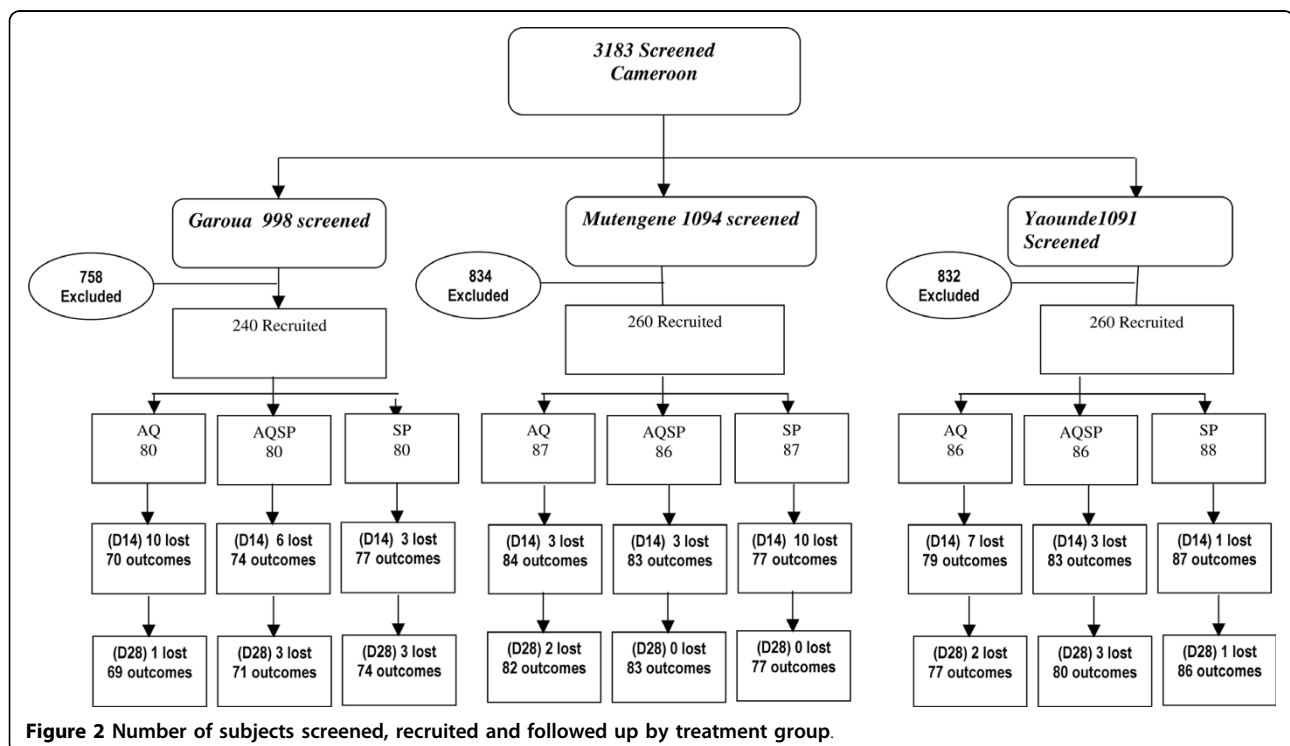 3183 Screened
Cameroon
Garoua 998 screened
Mutengene 1094 screened
Yaounde1091
Screened
758
Excluded
834
Excluded
832
Excluded
240 Recruited
260 Recruited
260 Recruited
AQ
80
AQSP
80
SP
80
AQ
87
AQSP
86
SP
87
AQ
86
AQSP
86
SP
88
(D14) 10 lost
70 outcomes
(D14) 6 lost
74 outcomes
(D14) 3 lost
77 outcomes
(D14) 3 lost
84 outcomes
(D14) 3 lost
83 outcomes
(D14) 10 lost
77 outcomes
(D14) 7 lost
79 outcomes
(D14) 3 lost
83 outcomes
(D14) 1 lost
87 outcomes
(D28) 1 lost
69 outcomes
(D28) 3 lost
71 outcomes
(D28) 3 lost
74 outcomes
(D28) 2 lost
82 outcomes
(D28) 0 lost
83 outcomes
(D28) 0 lost
77 outcomes
(D28) 2 lost
77 outcomes
(D28) 3 lost
80 outcomes
(D28) 1 lost
86 outcomes
Figure 2 Number of subjects screened, recruited and followed up by treatment group.